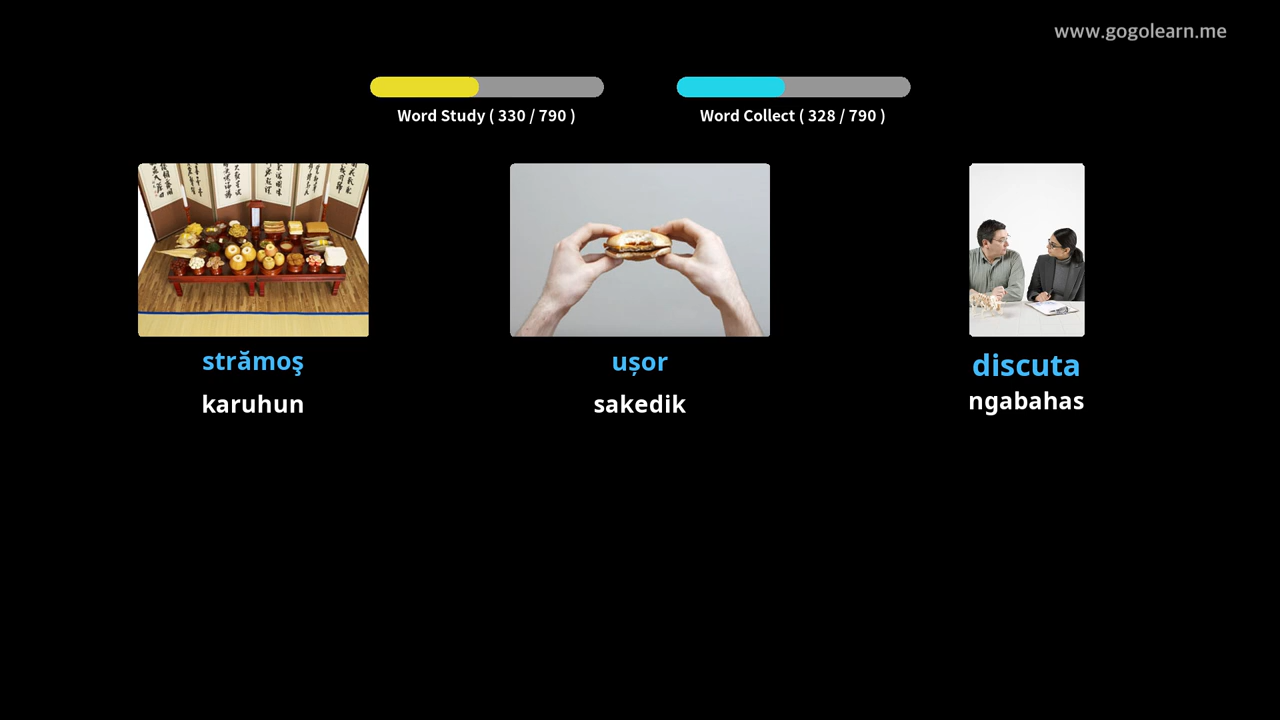 www.gogolearn.me
Word Study ( 330 / 790 )
Word Collect ( 328 / 790 )
strămoş
karuhun
ușor
sakedik
discuta
ngabahas